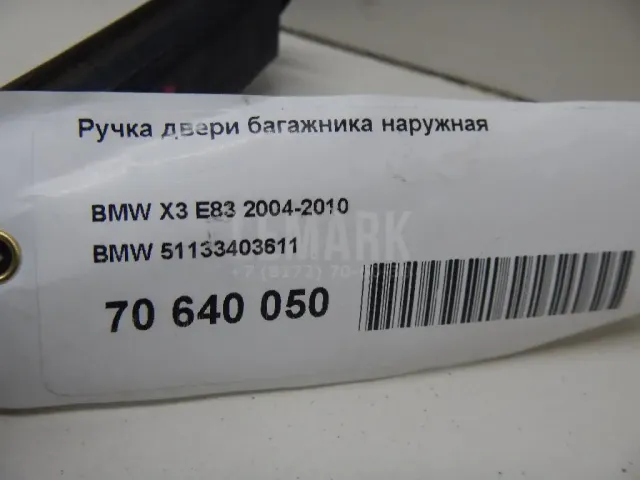 Ручка двери багажника наружная
BMW X3 E83 2004-2010
BMW 51133403611
70 640 050